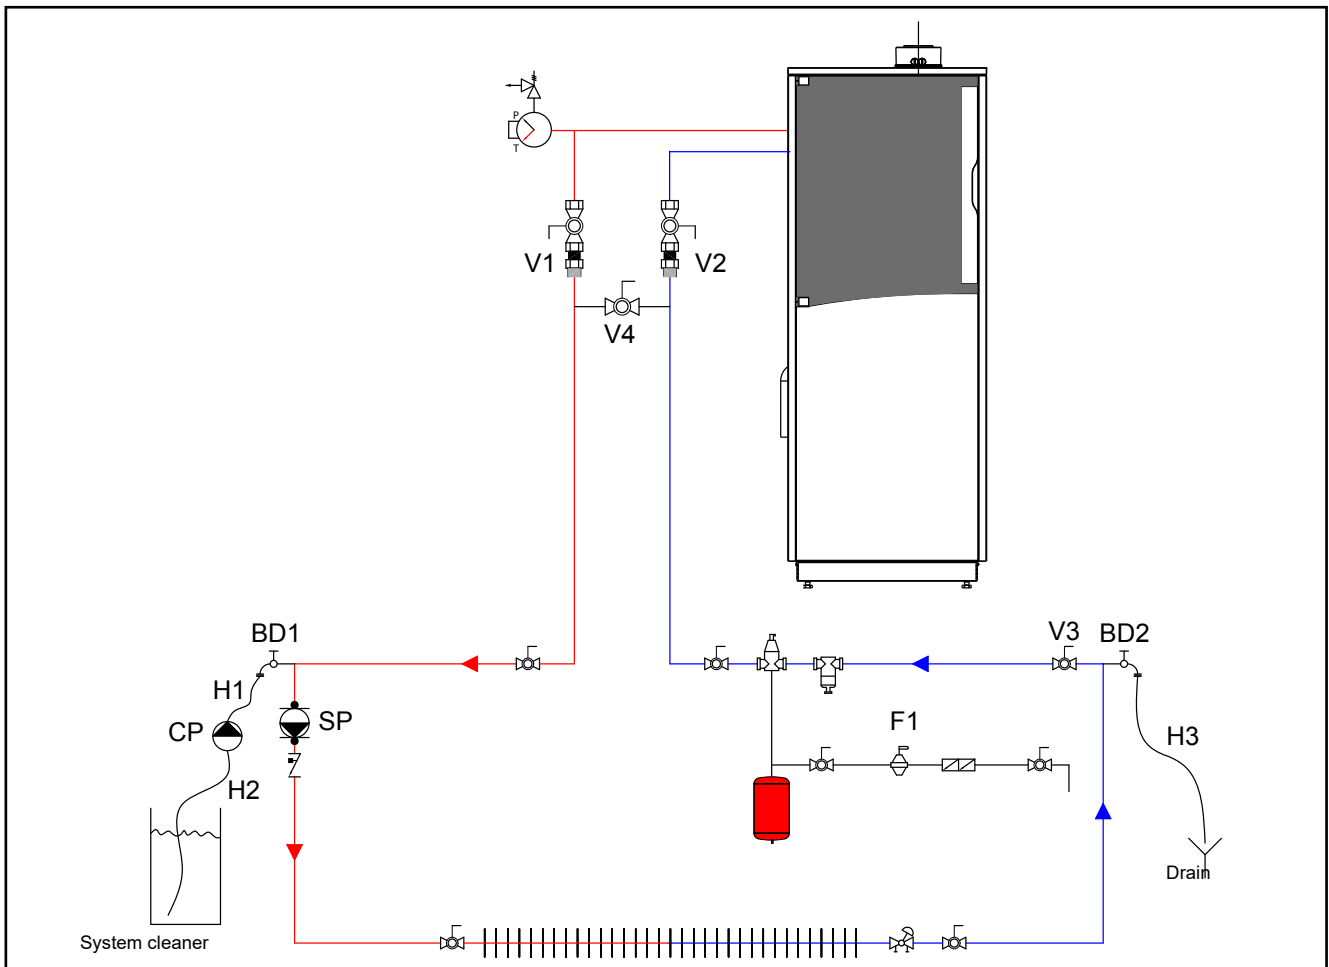 P
T
V1
V2
V4
BD1
V3
BD2
H1
CP
SP
F1
H3
H2
Drain
System cleaner